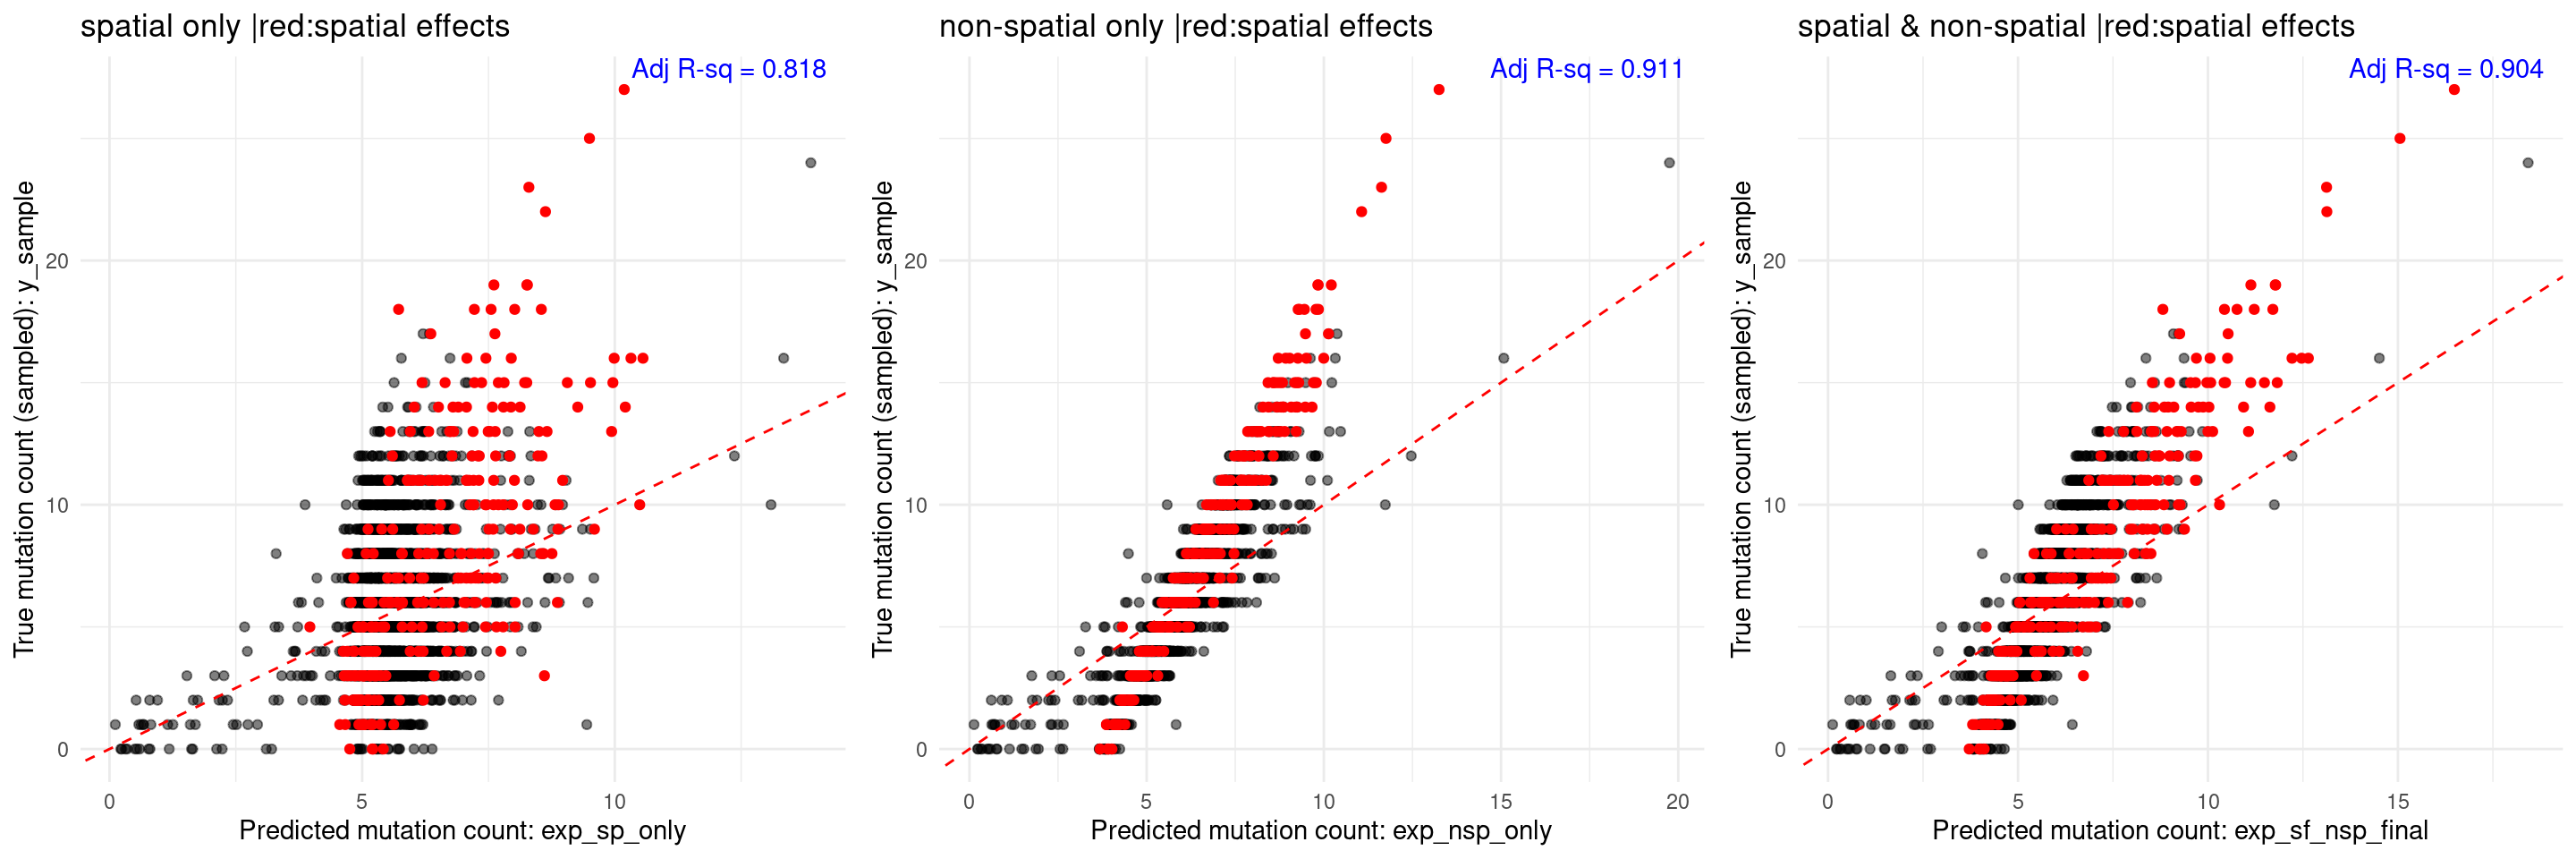 spatial only |red:spatial effects
Adj R-sq = 0.818
True mutation count (sampled): y_sample
20
10
0
0
5
10
Predicted mutation count: exp_sp_only
non-spatial only |red:spatial effects
Adj R-sq = 0.911
True mutation count (sampled): y_sample
20
10
0
0
5
10
15
20
Predicted mutation count: exp_nsp_only
spatial & non-spatial |red:spatial effects
Adj R-sq = 0.904
True mutation count (sampled): y_sample
20
10
0
0
5
10
15
Predicted mutation count: exp_sf_nsp_final